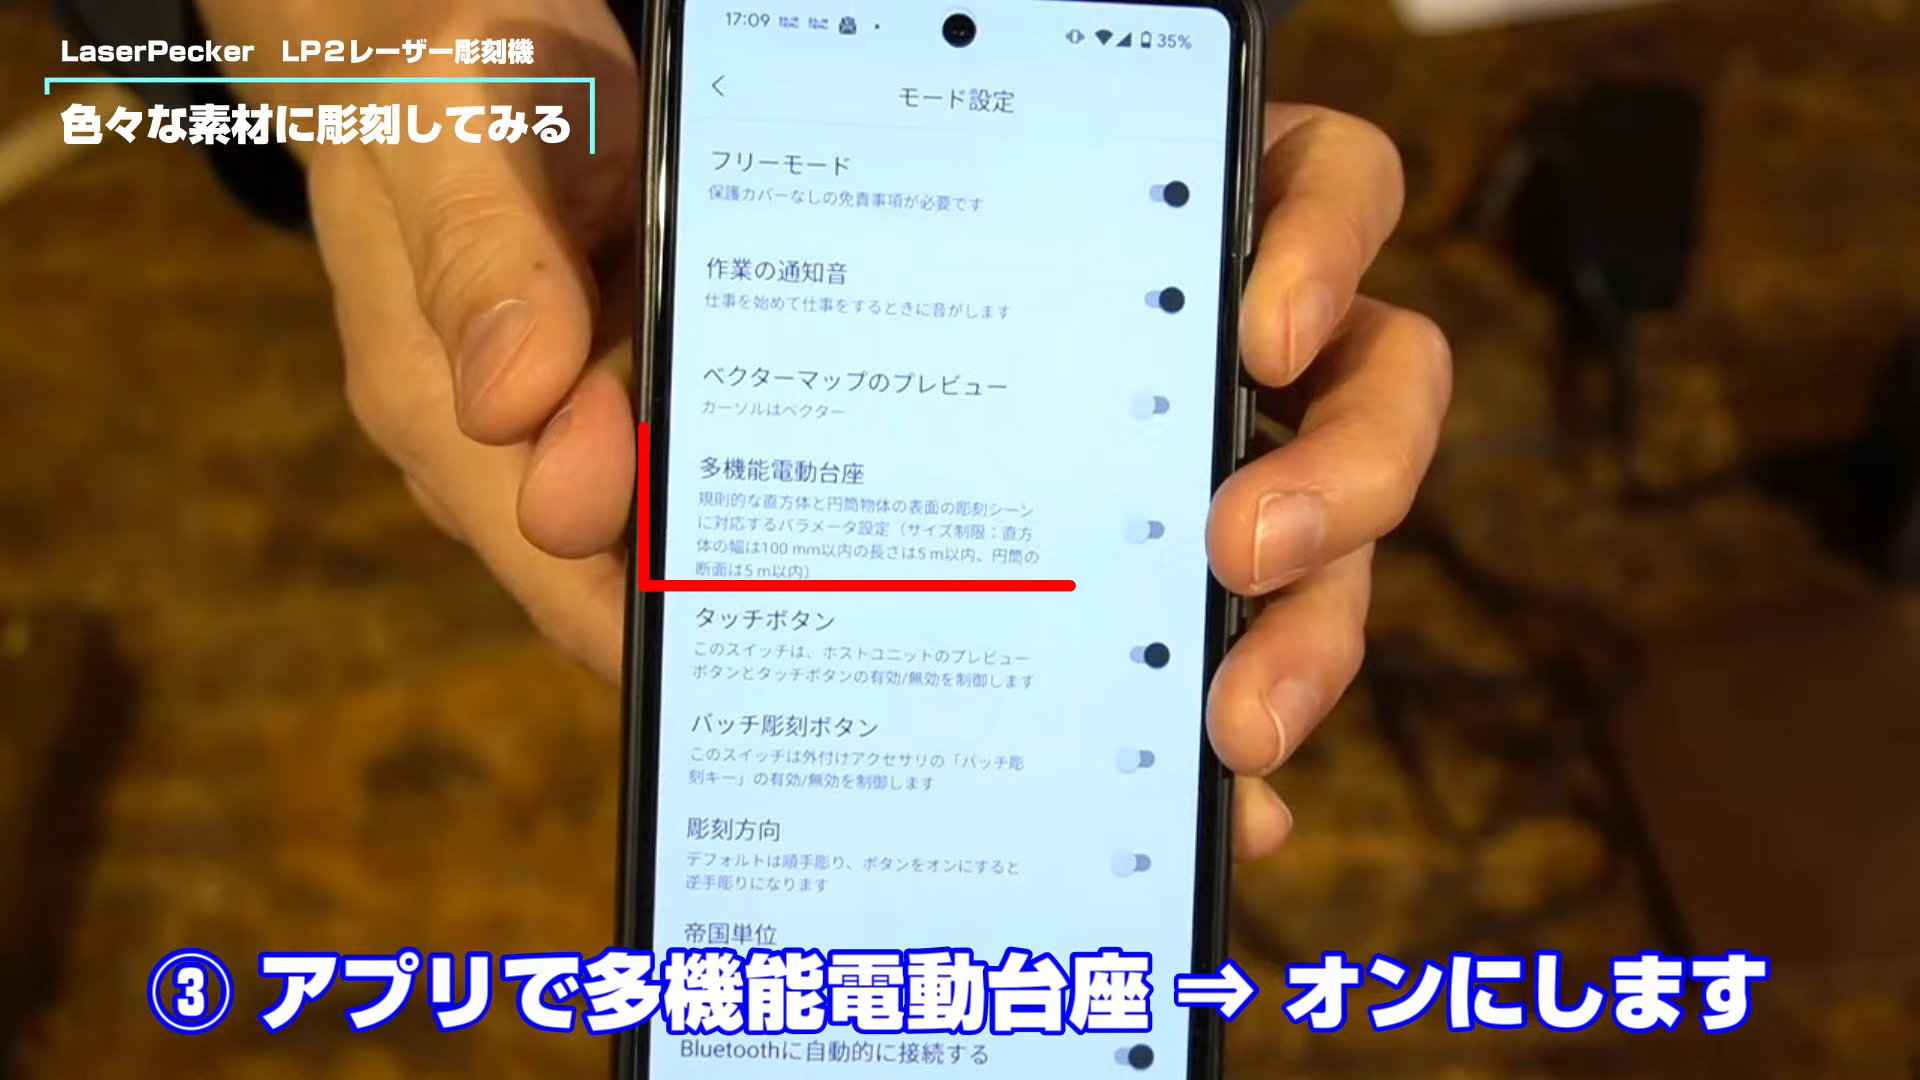 LaserPecker LP2レーザー彫刻機
色々な素材に彫刻してみる
17:09
35%
モード設定
フリーモード
保護カバーなしの免責事項が必要です
作業の通知音
仕事を始めて仕事をするときに音がします
ベクターマップのプレビュー
カーソルはベクター
多機能電動台座
規則的な直方体と円筒物体の表面の彫刻シーン
に対応するパラメータ設定（サイズ制限：直方
体の幅は100 mm以内の長さは5 m以内、円筒の
断面は5 m以内）
タッチボタン
このスイッチは、ホストユニットのプレビュー
ボタンとタッチボタンの有効/無効を制御します
バッチ彫刻ボタン
このスイッチは外付けアクセサリの「バッチ彫
刻キー」の有効/無効を制御します
彫刻方向
デフォルトは順手彫り、ボタンをオンにすると
逆手彫りになります
帝国単位
③ アプリで多機能電動台座 ⇒ オンにします
Bluetoothに自動的に接続する